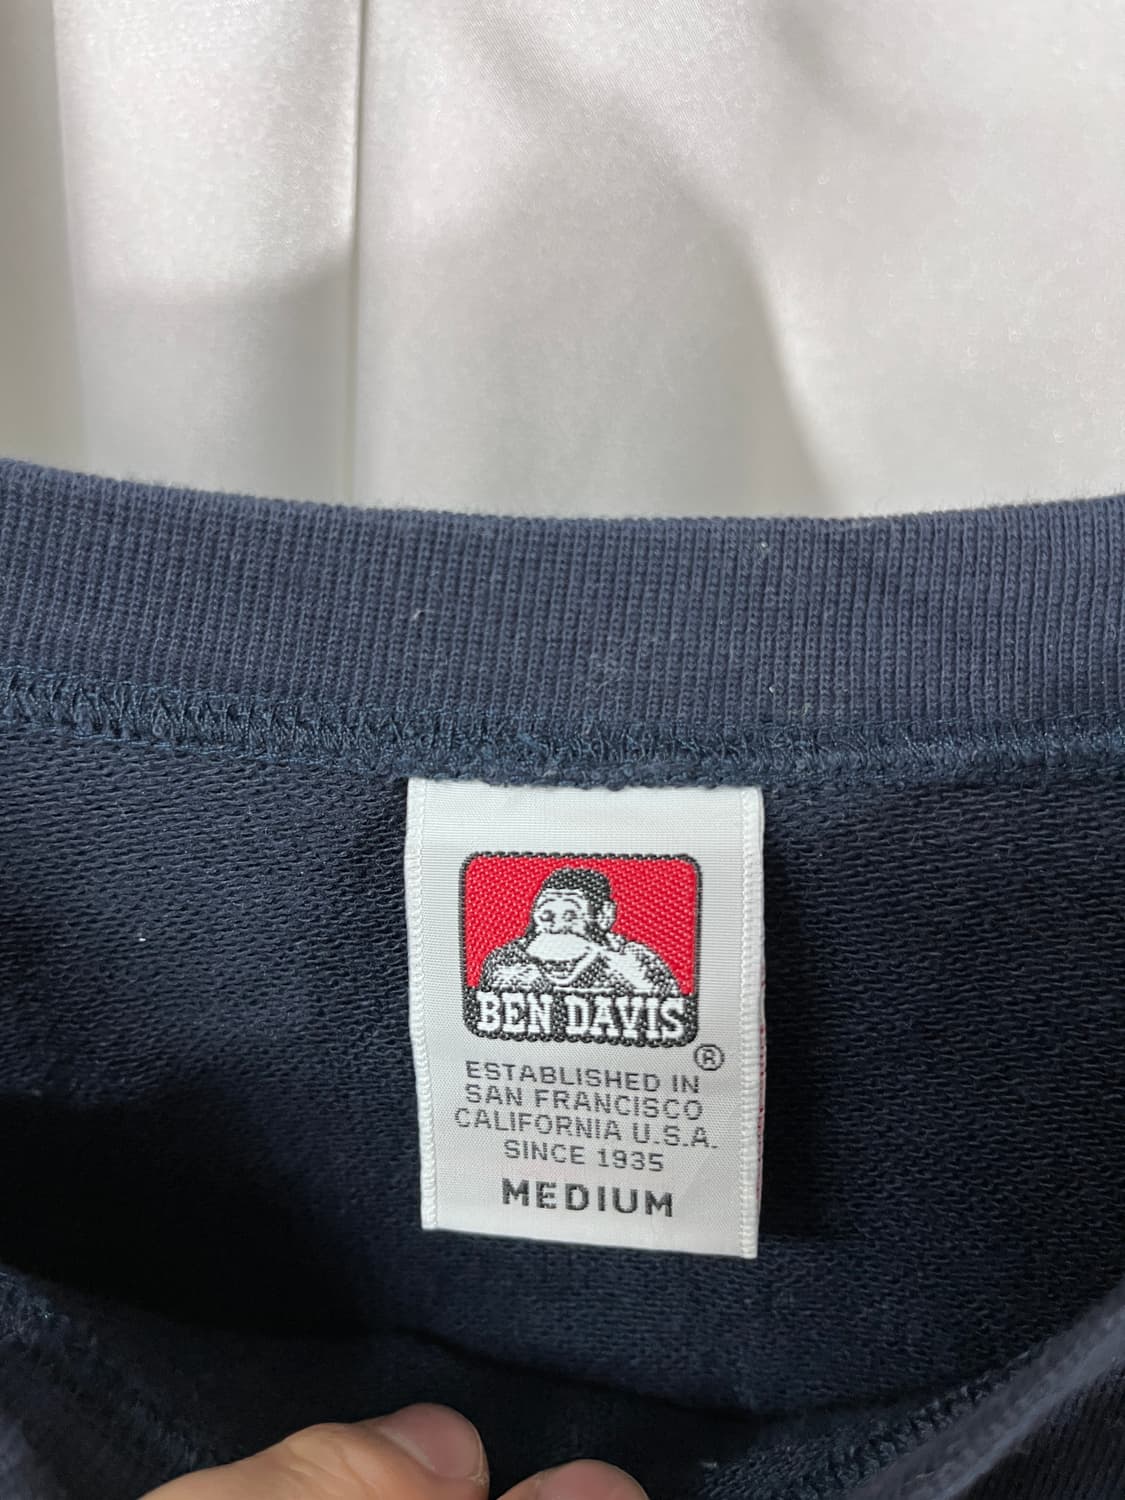 BEN DAVIS
®
ESTABLISHED IN
SAN FRANCISCO
CALIFORNIA U.S.A.
SINCE 1935
MEDIUM